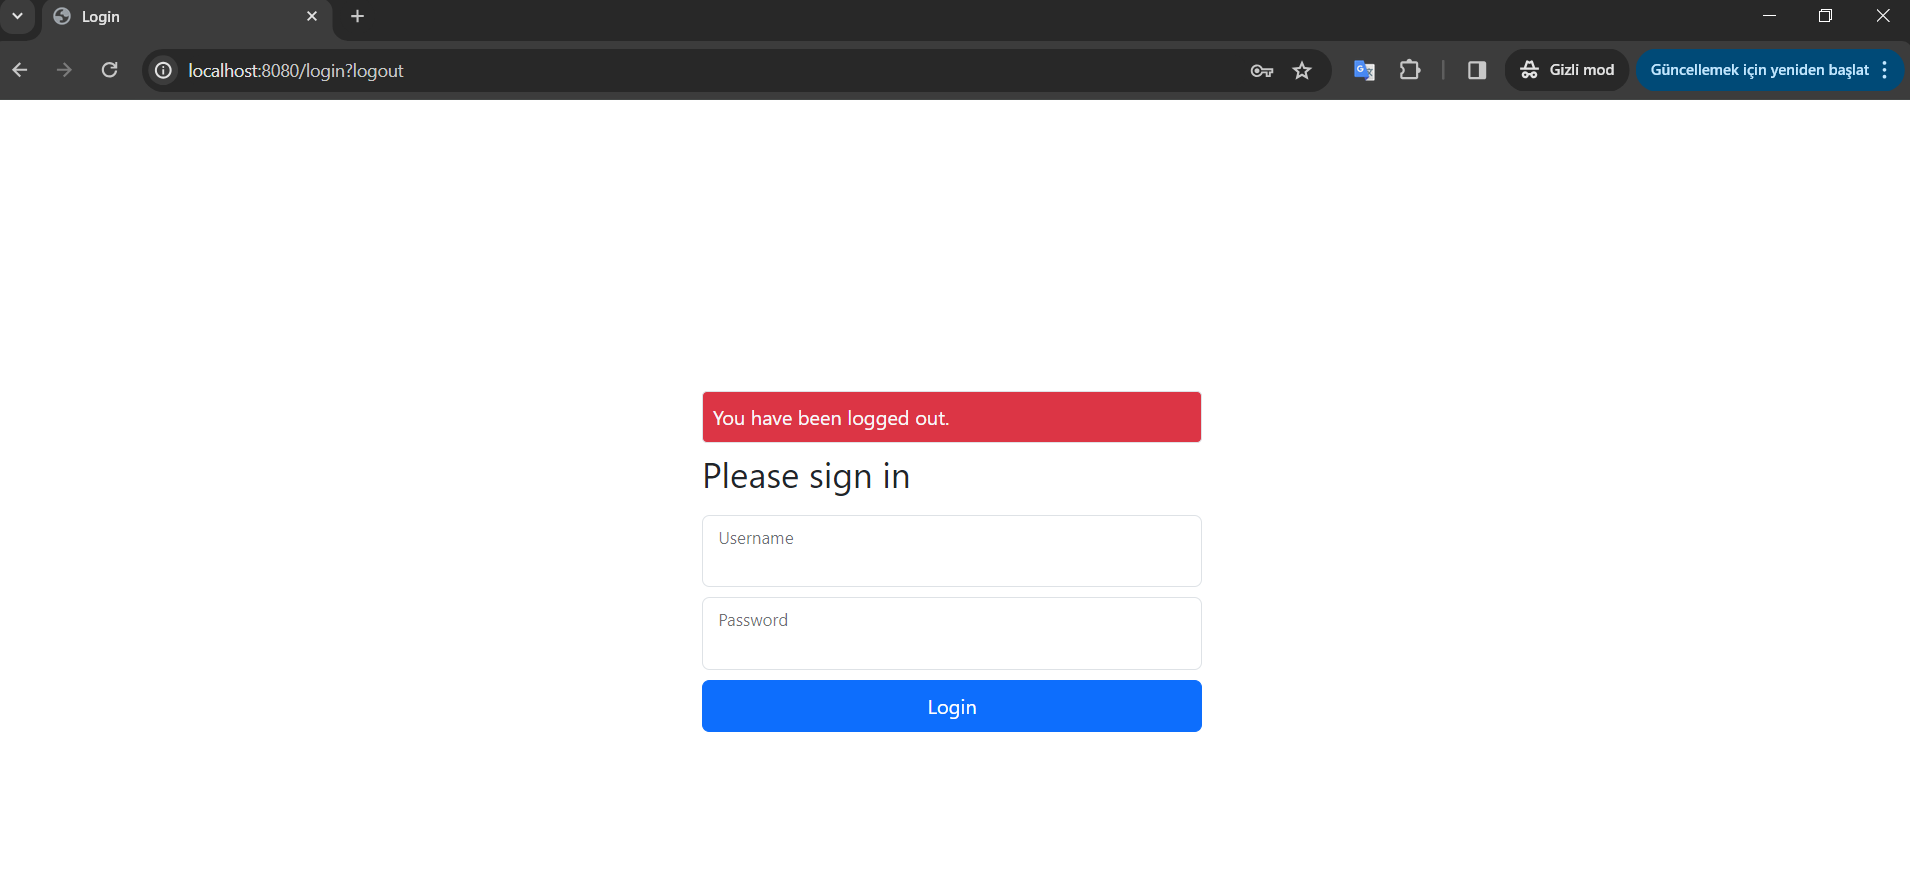 Login
localhost:8080/login?logout
Gizli mod
Güncellemek için yeniden başlat
You have been logged out.
Please sign in
Username
Password
Login